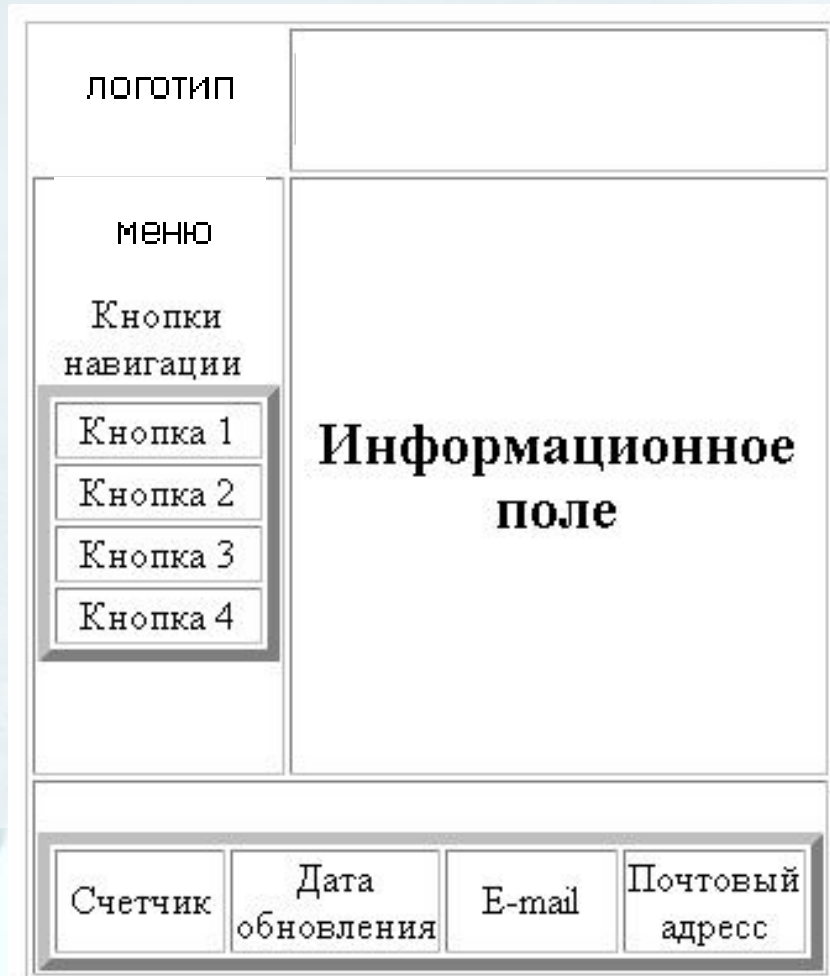 логотип
меню
Кнопки
навигации
Кнопка 1
Кнопка 2
Кнопка 3
Кнопка 4
Информационное
поле
Счетчик
Дата
обновления
E-mail
Почтовый
адресс